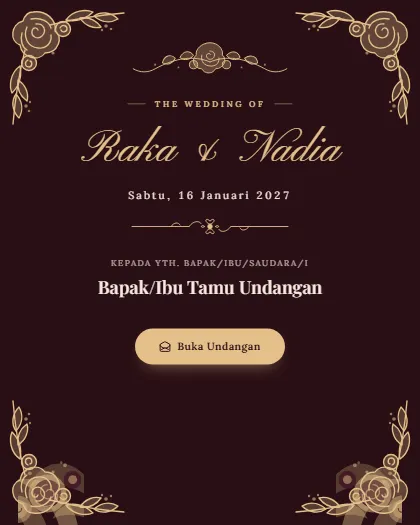 THE WEDDING OF
Raka & Nadia
Sabtu, 16 Januari 2027
KEPADA YTH. BAPAK/IBU/SAUDARA/I
Bapak/Ibu Tamu Undangan
Buka Undangan